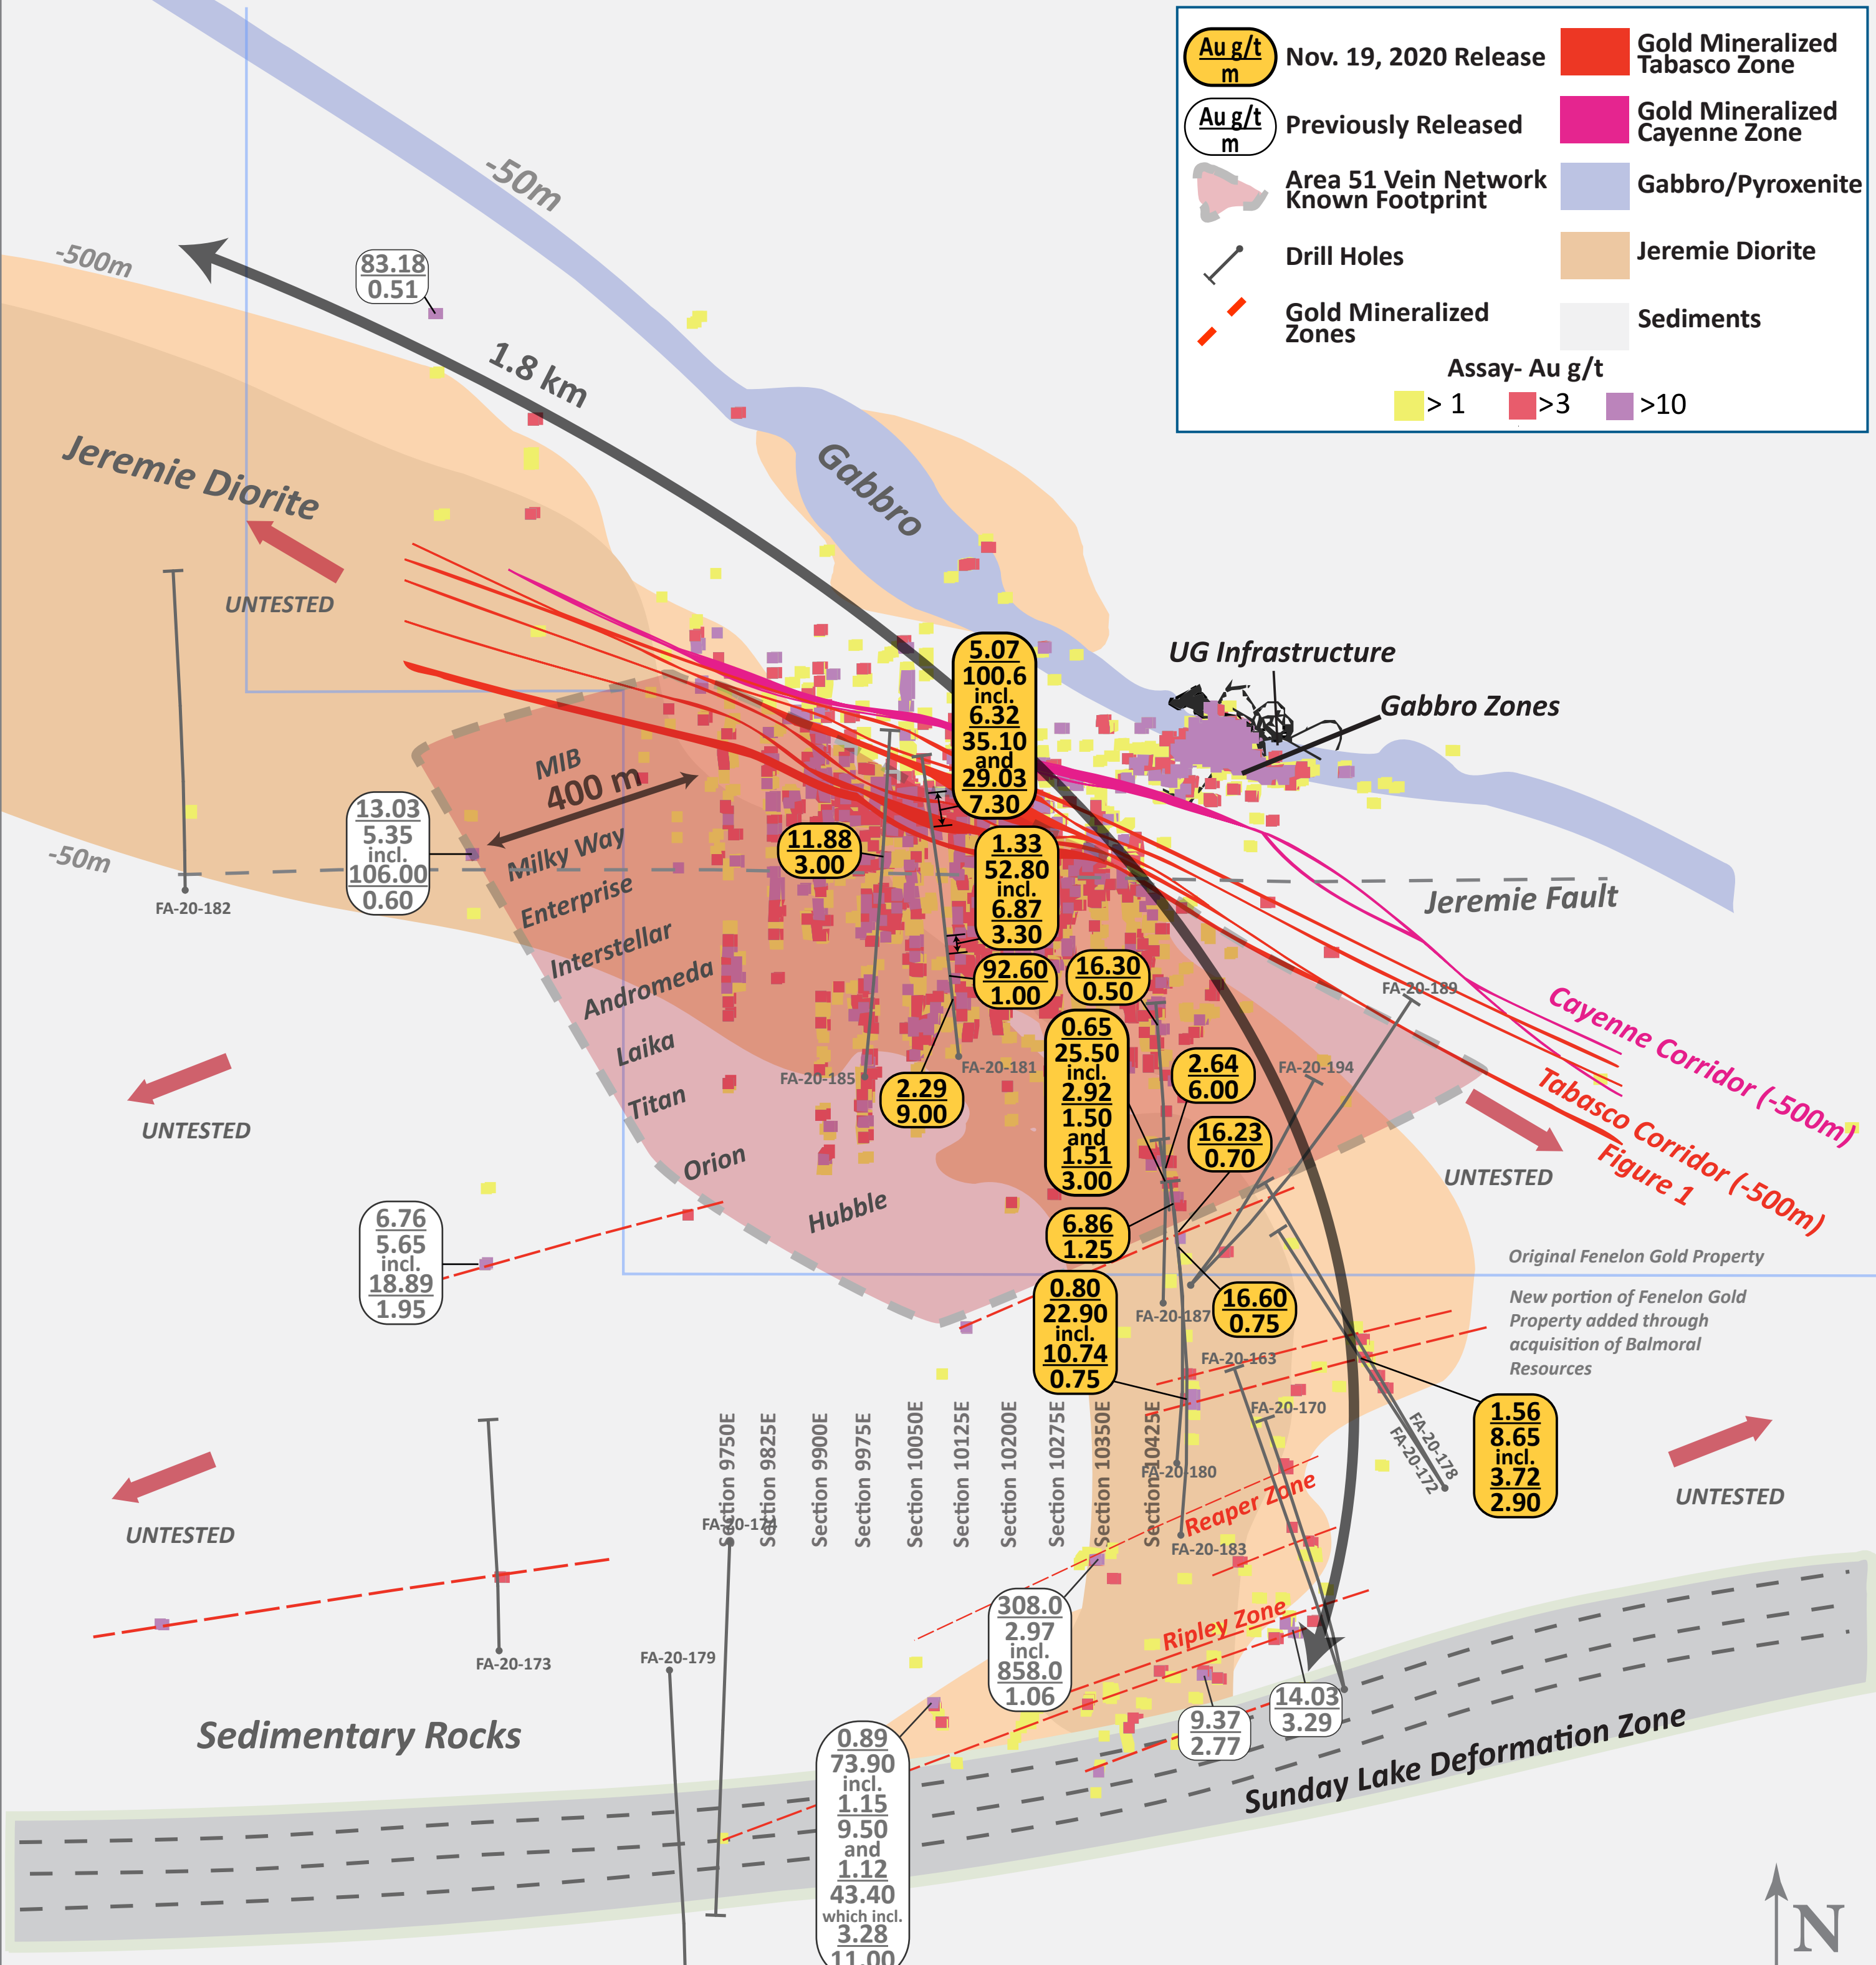 Au g/t
m
Nov. 19, 2020 Release
Au g/t
m
Previously Released
Area 51 Vein Network
Known Footprint
Drill Holes
Gold Mineralized
Zones
Gold Mineralized
Tabasco Zone
Gold Mineralized
Cayenne Zone
Gabbro/Pyroxenite
Jeremie Diorite
Sediments
Assay- Au g/t
> 1
>3
>10
-50m
-500m
83.18
0.51
1.8 km
Jeremie Diorite
Gabbro
UNTESTED
UG Infrastructure
Gabbro Zones
5.07
100.6
incl.
6.32
35.10
and
29.03
7.30
MIB
400 m
13.03
5.35
incl.
106.00
0.60
-50m
FA-20-182
Milky Way
Enterprise
Interstellar
Andromeda
Laika
Titan
Orion
Hubble
11.88
3.00
1.33
52.80
incl.
6.87
3.30
92.60
1.00
16.30
0.50
Jeremie Fault
FA-20-189
Cayenne Corridor (-500m)
Tabasco Corridor (-500m)
Figure 1
UNTESTED
FA-20-185
FA-20-181
2.29
9.00
0.65
25.50
incl.
2.92
1.50
and
1.51
3.00
2.64
6.00
FA-20-194
16.23
0.70
UNTESTED
6.86
1.25
6.76
5.65
incl.
18.89
1.95
Original Fenelon Gold Property
New portion of Fenelon Gold
Property added through
acquisition of Balmoral
Resources
0.80
22.90
incl.
10.74
0.75
16.60
0.75
FA-20-187
FA-20-163
FA-20-170
1.56
8.65
incl.
3.72
2.90
FA-20-178
FA-20-172
Section 9750E
Section 9825E
Section 9900E
Section 9975E
Section 10050E
Section 10125E
Section 10200E
Section 10275E
Section 10350E
Section 10425E
FA-20-180
Reaper Zone
FA-20-183
UNTESTED
UNTESTED
FA-20-174
FA-20-173
FA-20-179
308.0
2.97
incl.
858.0
1.06
Ripley Zone
14.03
3.29
9.37
2.77
Sedimentary Rocks
0.89
73.90
incl.
1.15
9.50
and
1.12
43.40
which incl.
3.28
11.00
Sunday Lake Deformation Zone
N